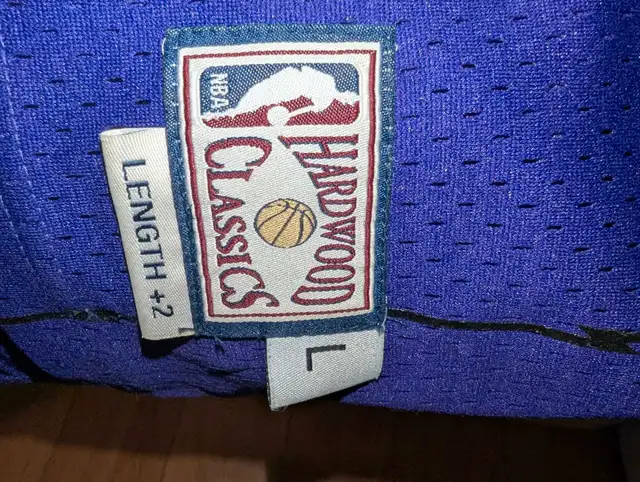 NBA
HARDWOOD
CLASSICS
LENGTH +2
L